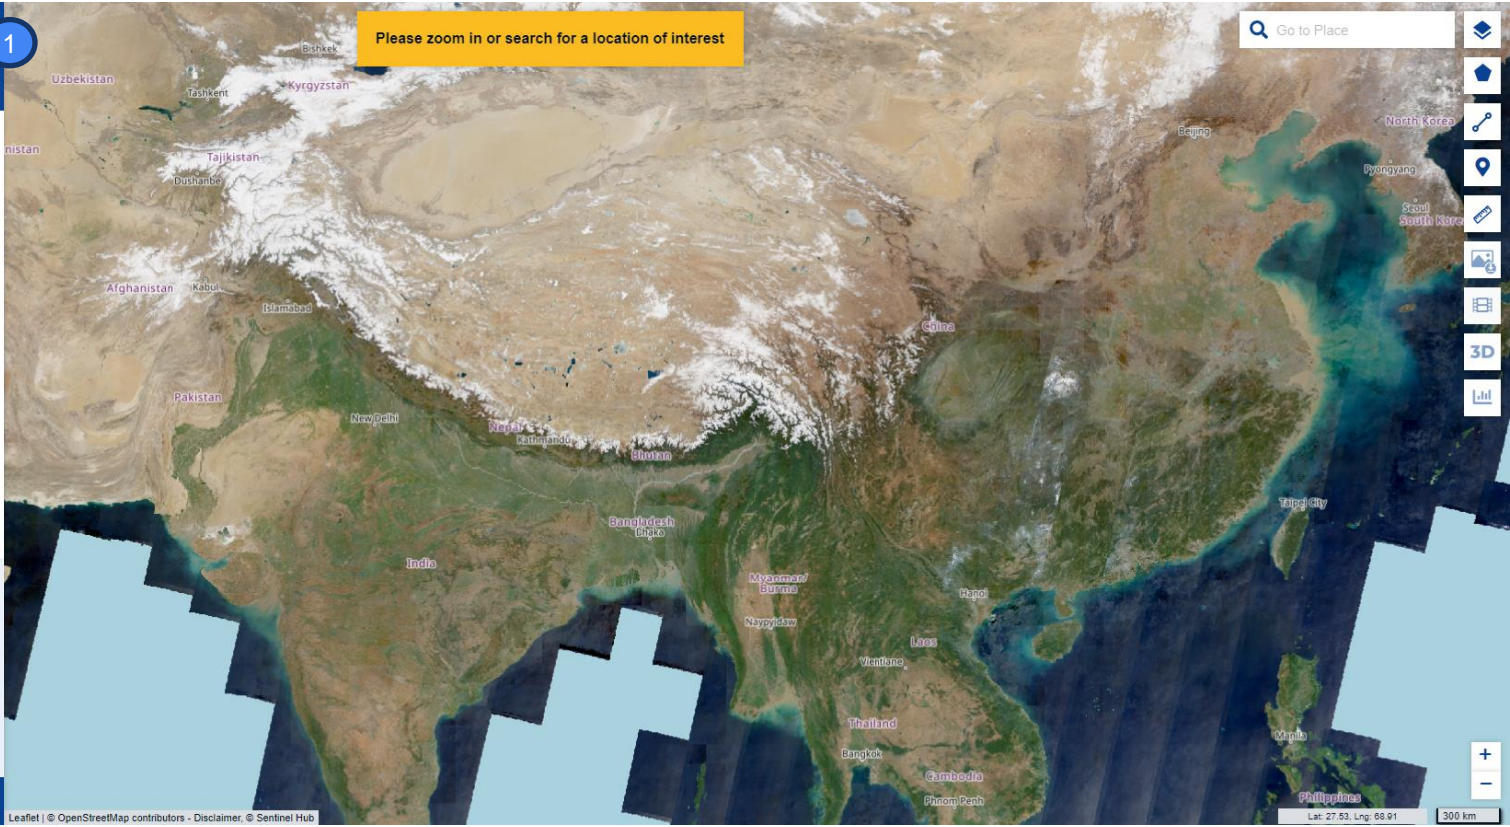 1
Please zoom in or search for a location of interest
Go to Place
Bishkek
Uzbekistan
Kyrgyzstan
Tashkent
North Korea
Beijing
nistan
Tajikistan
Pyongyang
Dushanbe
Seoul
South Kore
Afghanistan
Kabul
Islamabad
China
3D
Pakistan
New Delhi
Nepal
Kathmandu
Bhutan
Taipei City
Bangladesh
Dhaka
India
Myanmar/
Burma
Hanoi
Naypyidaw
Laos
Vientiane
Thailand
Manila
Bangkok
+
Cambodia
−
Phnom Penh
Philippines
Leaflet | © OpenStreetMap contributors - Disclaimer, © Sentinel Hub
Lat: 27.53, Lng: 68.91
300 km